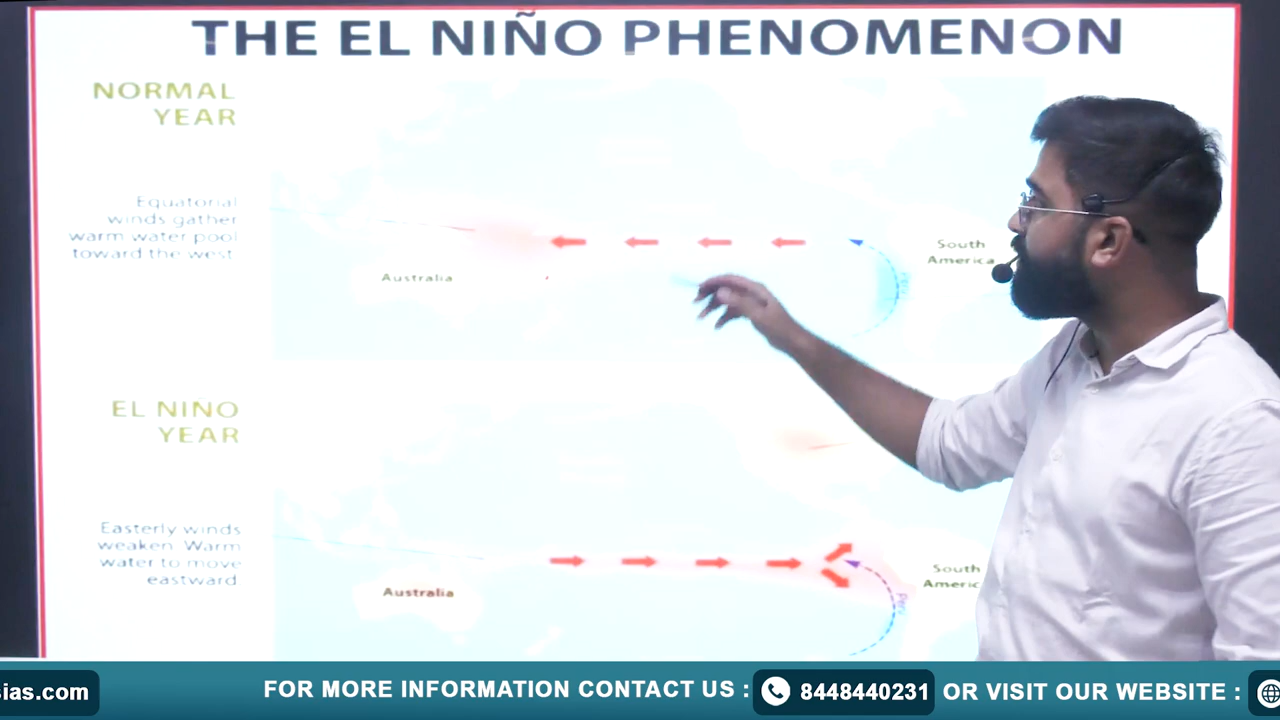 THE EL NIÑO PHENOMENON
NORMAL
YEAR
Equatorial
winds gather
warm water pool
toward the west
Australia
South
America
EL NIÑO
YEAR
Easterly winds
weaken. Warm
water to move
eastward
Australia
South
Americ
sias.com
FOR MORE INFORMATION CONTACT US :
8448440231
OR VISIT OUR WEBSITE :